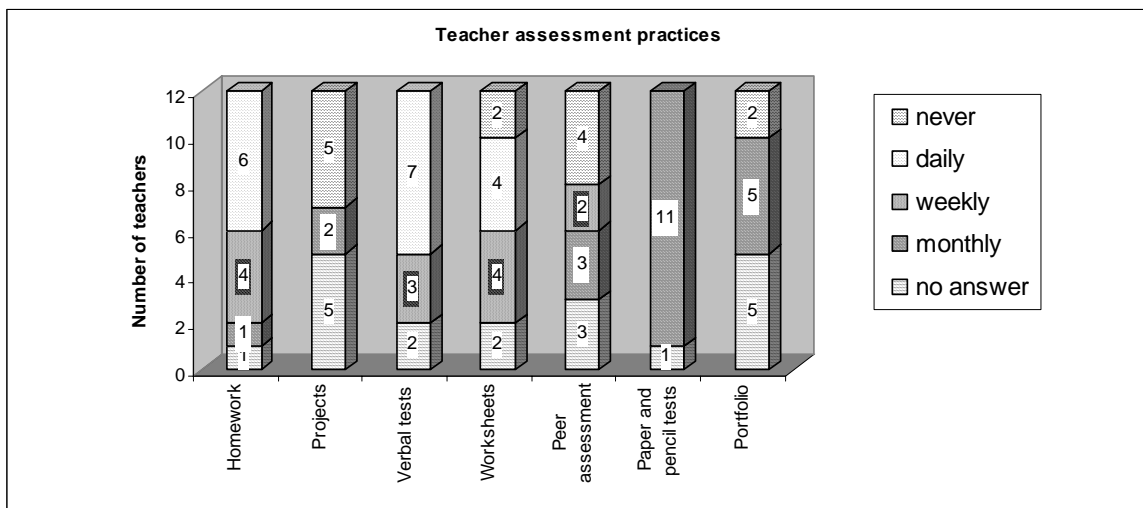 Teacher assessment practices
Number of teachers
12
10
8
6
4
2
0
6
4
1
1
5
2
5
7
3
2
2
4
4
2
4
2
3
3
11
1
2
5
5
Homework
Projects
Verbal tests
Worksheets
Peer
assessment
Paper and
pencil tests
Portfolio
never
daily
weekly
monthly
no answer